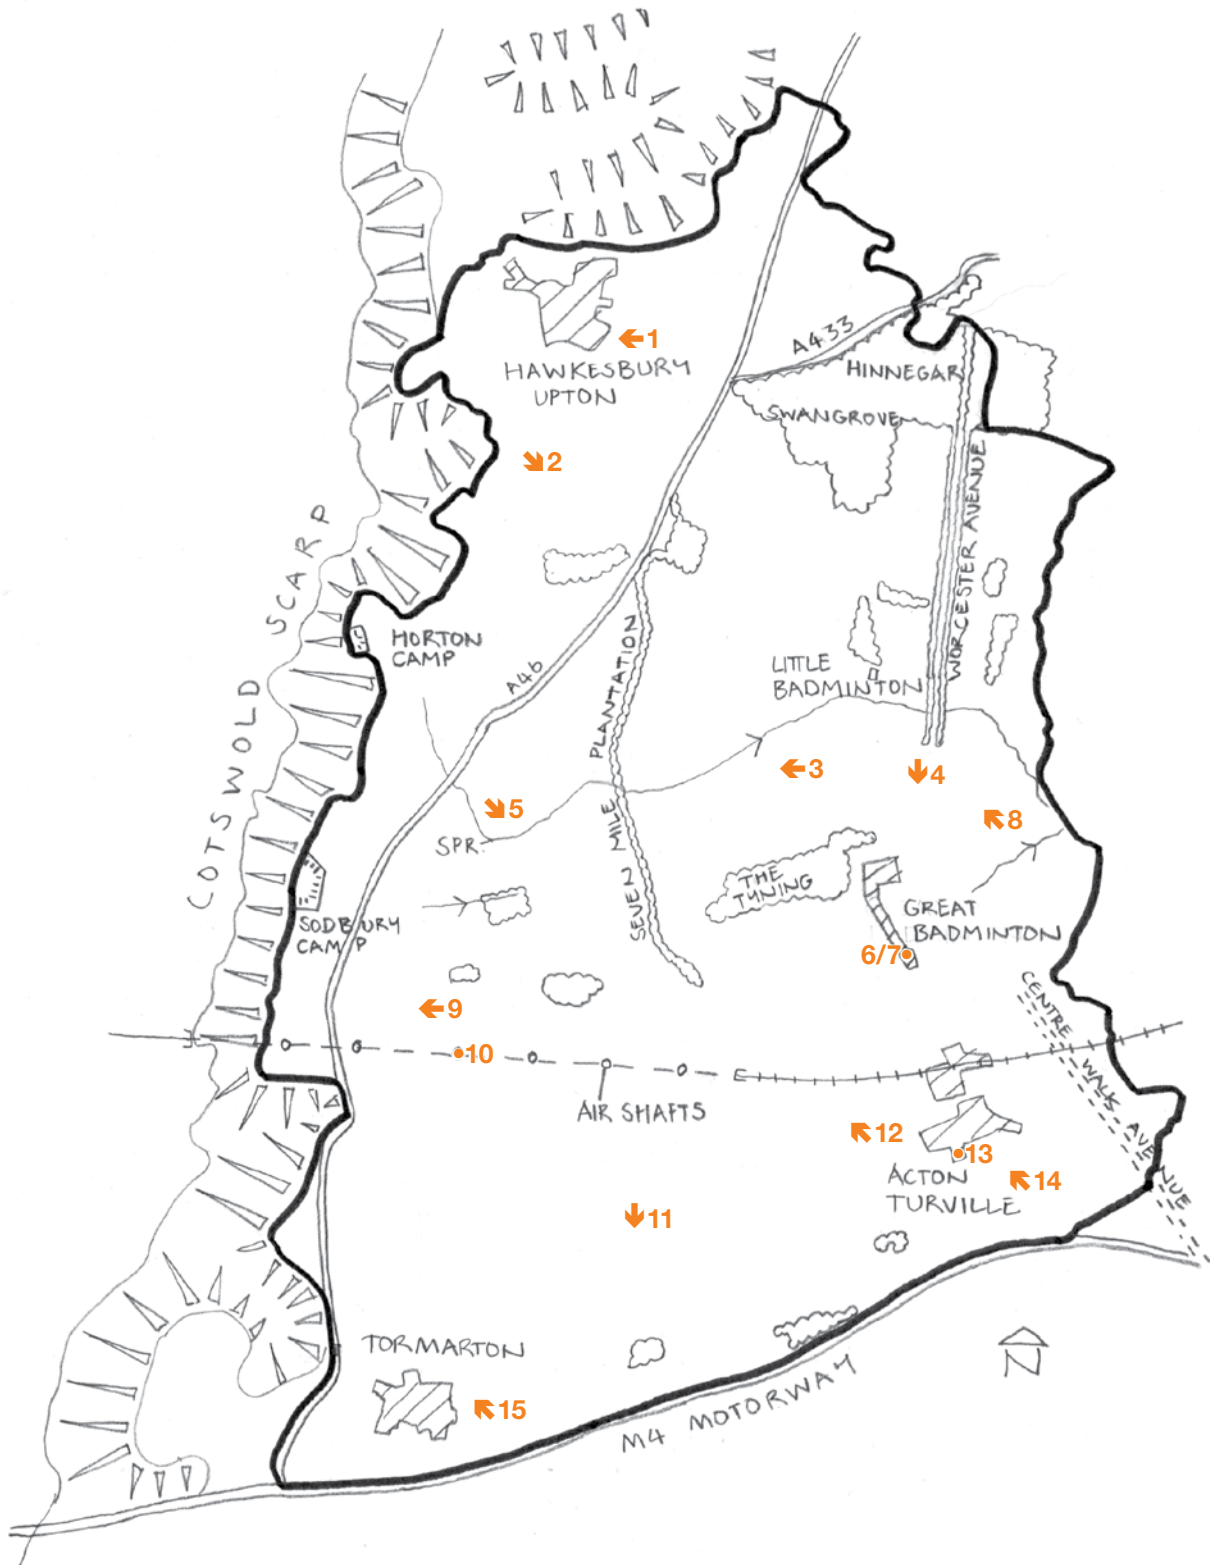 1
HAWKESBURY
UPTON
A433
HINNEGAR
SWANGROVE
2
WORCESTER AVENUE
COTSWOLD SCARP
HORTON
CAMP
A46
SEVEN MILE PLANTATION
LITTLE
BADMINTON
3
4
5
8
SPR.
THE
TYNING
SODBURY
CAMP
GREAT
BADMINTON
6/7
9
CENTRE WALK AVENUE
10
AIR SHAFTS
12
13
ACTON
TURVILLE
14
11
TORMARTON
15
M4 MOTORWAY
N